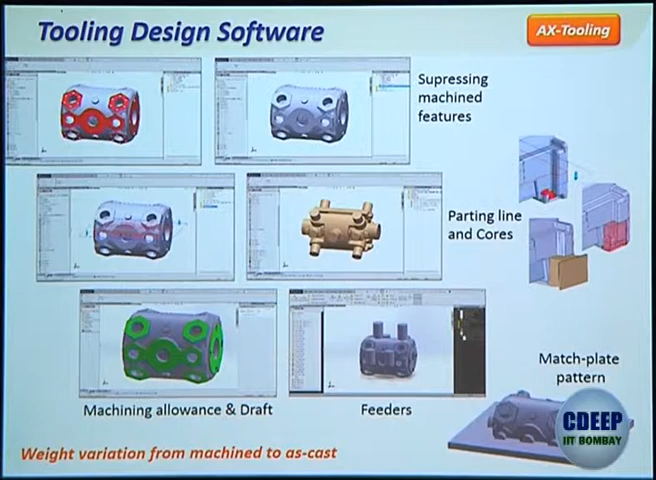 Tooling Design Software
AX-Tooling
Supressing
machined
features
Parting line
and Cores
Machining allowance & Draft
Feeders
Match-plate
pattern
CDEEP
IIT BOMBAY
Weight variation from machined to as-cast